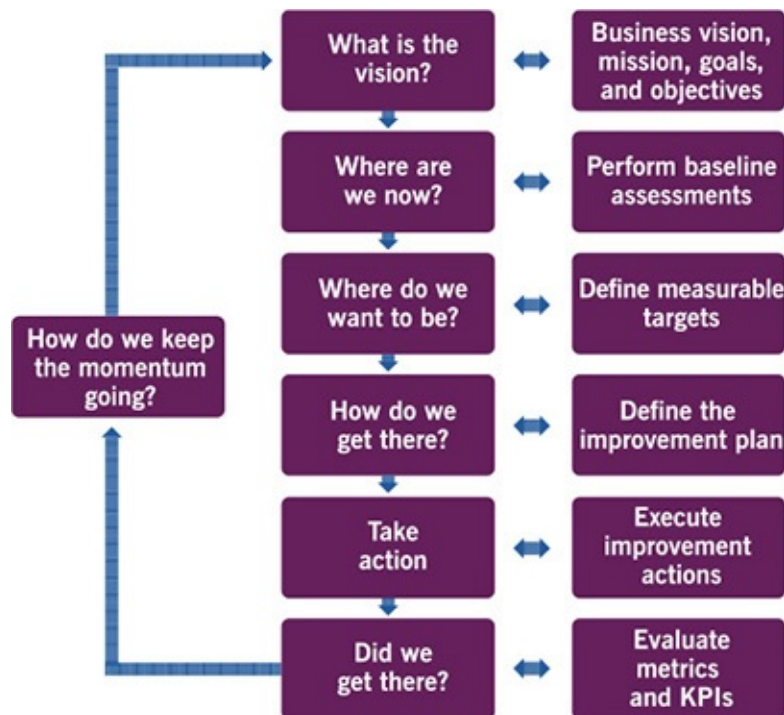 What is the
vision?
Business vision,
mission, goals,
and objectives
Where are
we now?
Perform baseline
assessments
Where do we
want to be?
Define measurable
targets
How do we keep
the momentum
going?
How do we
get there?
Define the
improvement plan
Take
action
Execute
improvement
actions
Did we
get there?
Evaluate
metrics
and KPIs